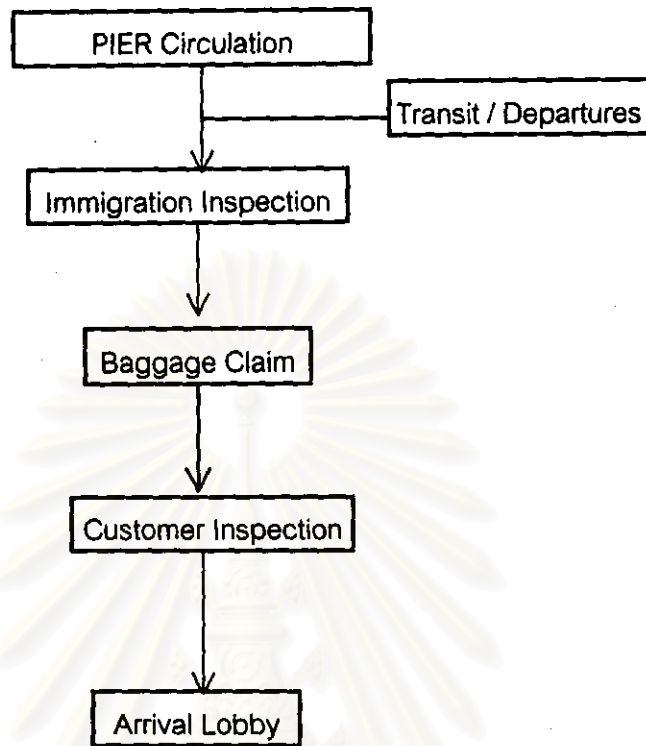 PIER Circulation
Transit / Departures
Immigration Inspection
Baggage Claim
Customer Inspection
Arrival Lobby